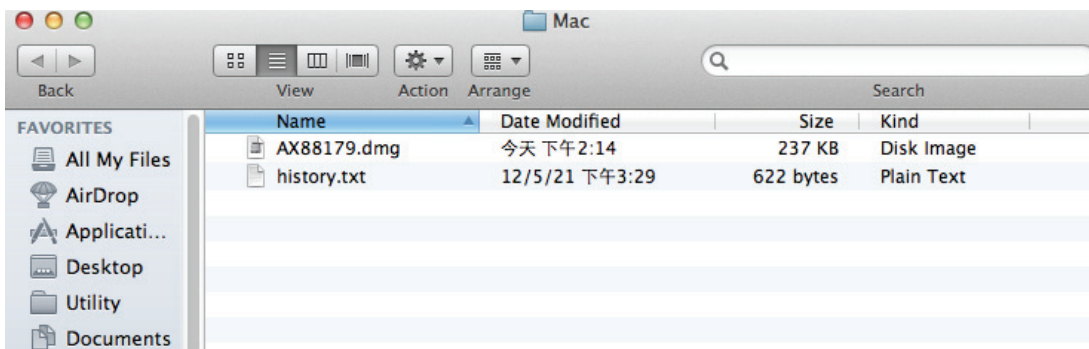 Mac
Back View Action Arrange Search
FAVORITES
All My Files
AirDrop
Applicati...
Desktop
Utility
Documents
Name Date Modified Size Kind
AX88179.dmg 今天 下午2:14 237 KB Disk Image
history.txt 12/5/21 下午3:29 622 bytes Plain Text